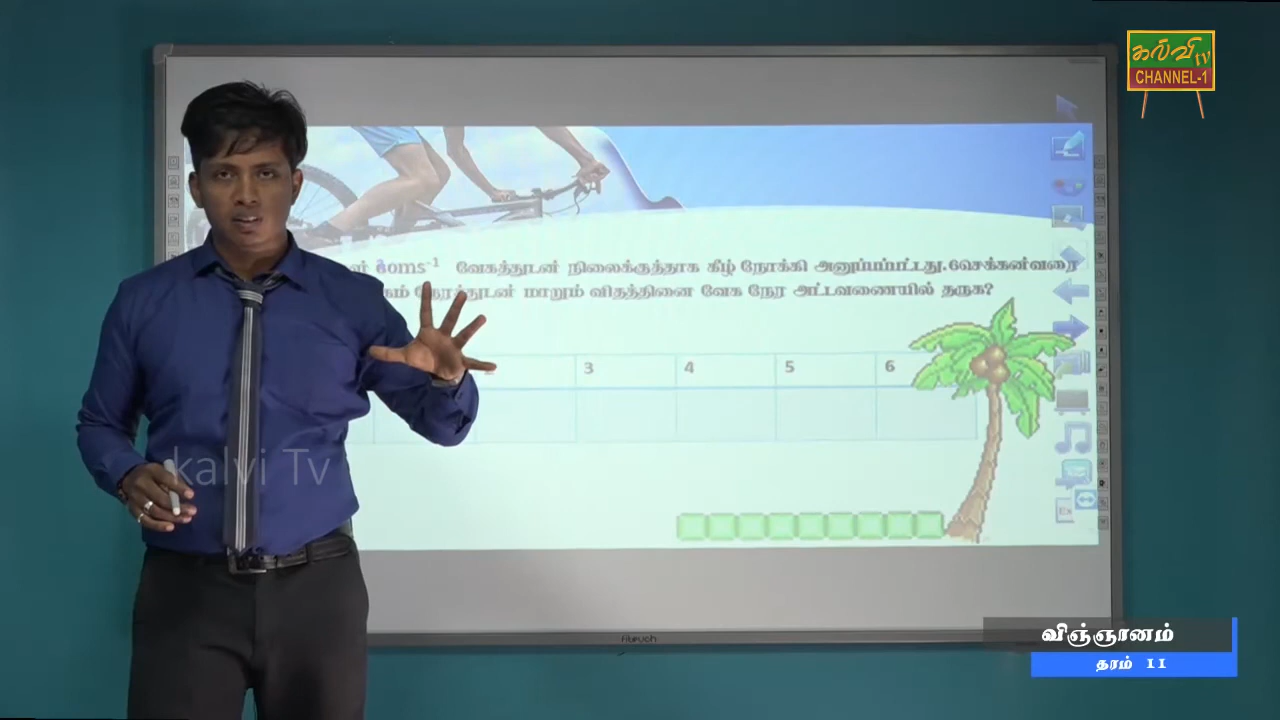 கல்வி tv
CHANNEL-1
வேகத்துடன் நிலைக்குத்தாக கீழ் நோக்கி அனுப்பப்பட்டது.6செக்கன்வரை
நேரத்துடன் மாறும் விதத்தினை வேக நேர அட்டவணையில் தருக?
3 4 5 6
kalvi Tv
விஞ்ஞானம்
தரம் 11